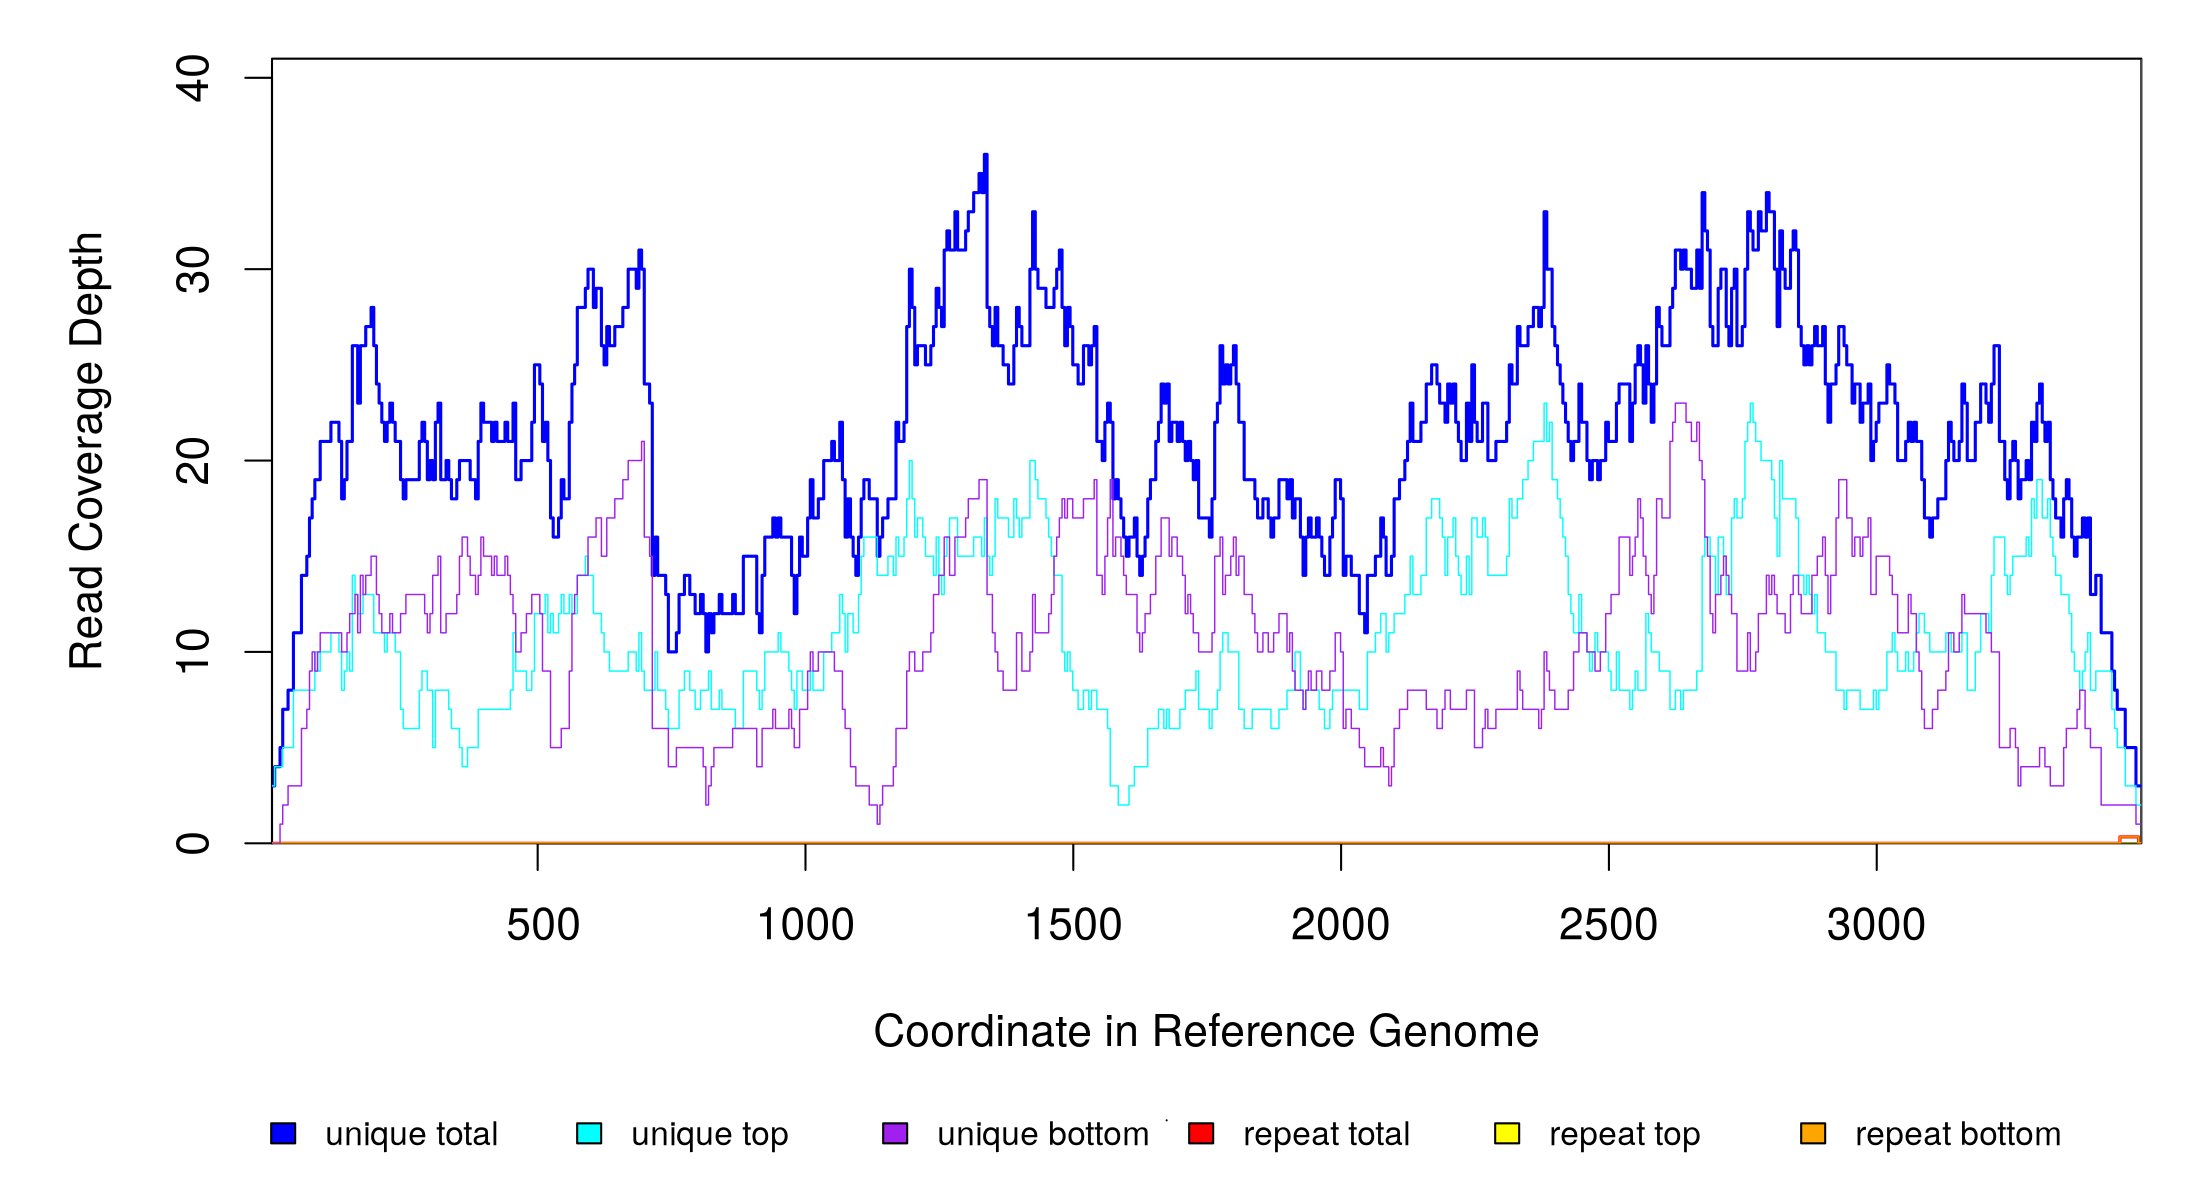 40
30
20
10
0
Read Coverage Depth
500 1000 1500 2000 2500 3000
Coordinate in Reference Genome
unique total unique top unique bottom repeat total repeat top repeat bottom